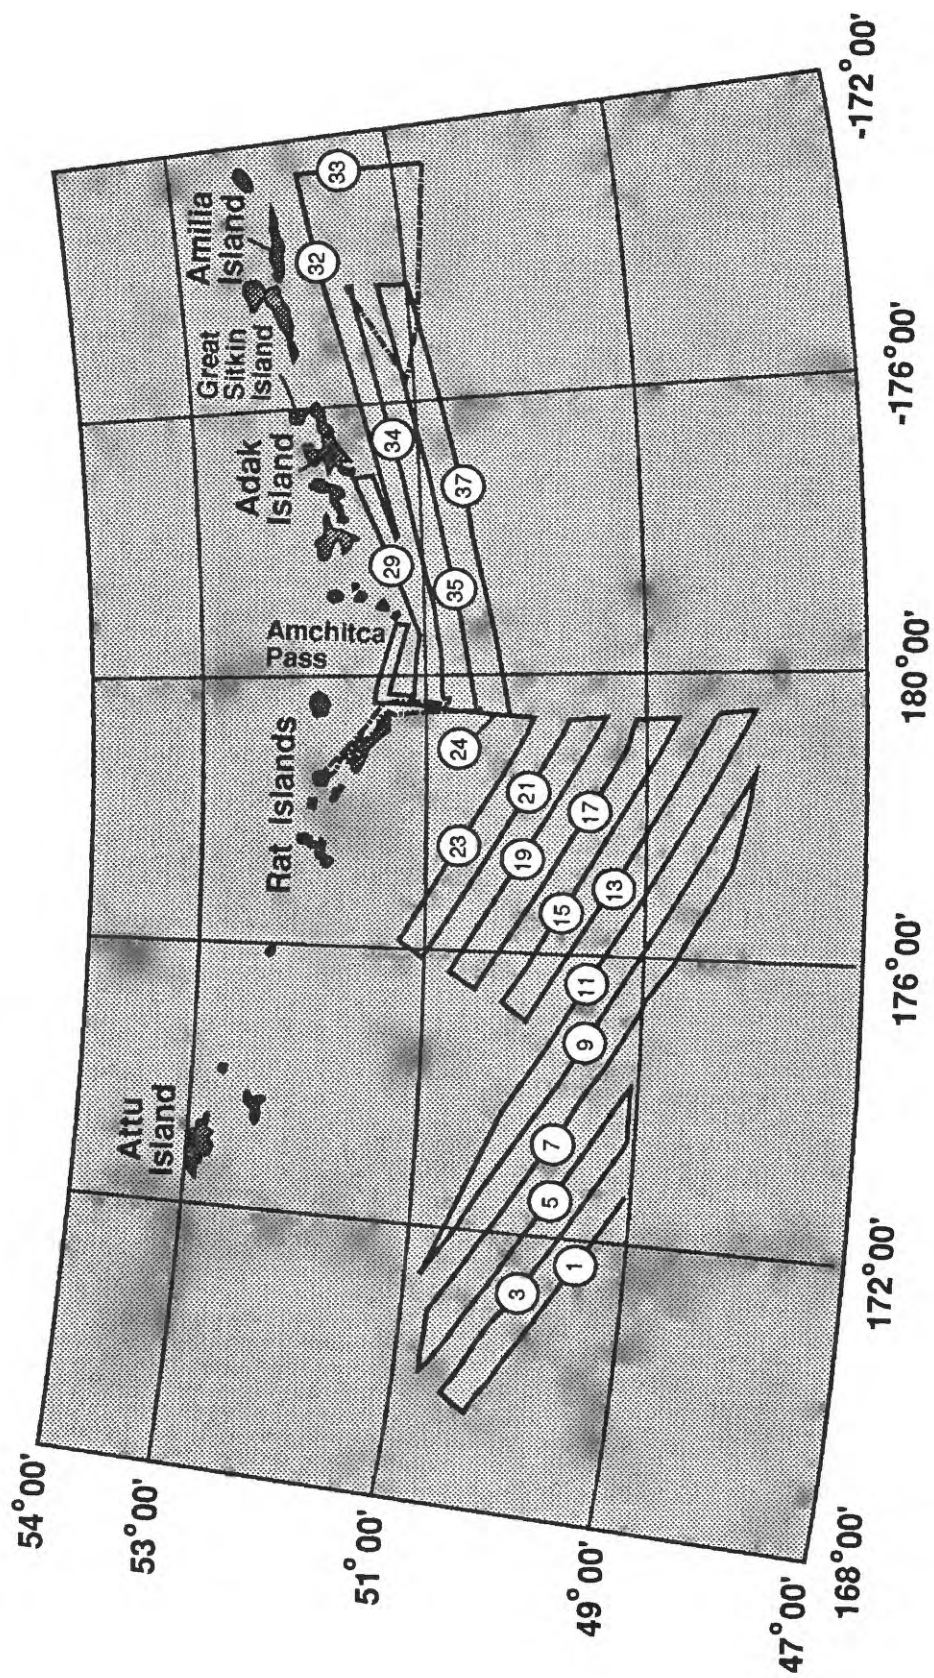 54°00'
53°00'
51°00'
49°00'
47°00'
168°00'
172°00'
176°00'
180°00'
-176°00'
-172°00'
Attu
Island
Rat Islands
Amchitca
Pass
Adak
Island
Great
Sitkin
Island
Amilia
Island
1
3
5
7
9
11
13
15
17
19
21
23
24
29
32
33
34
35
37